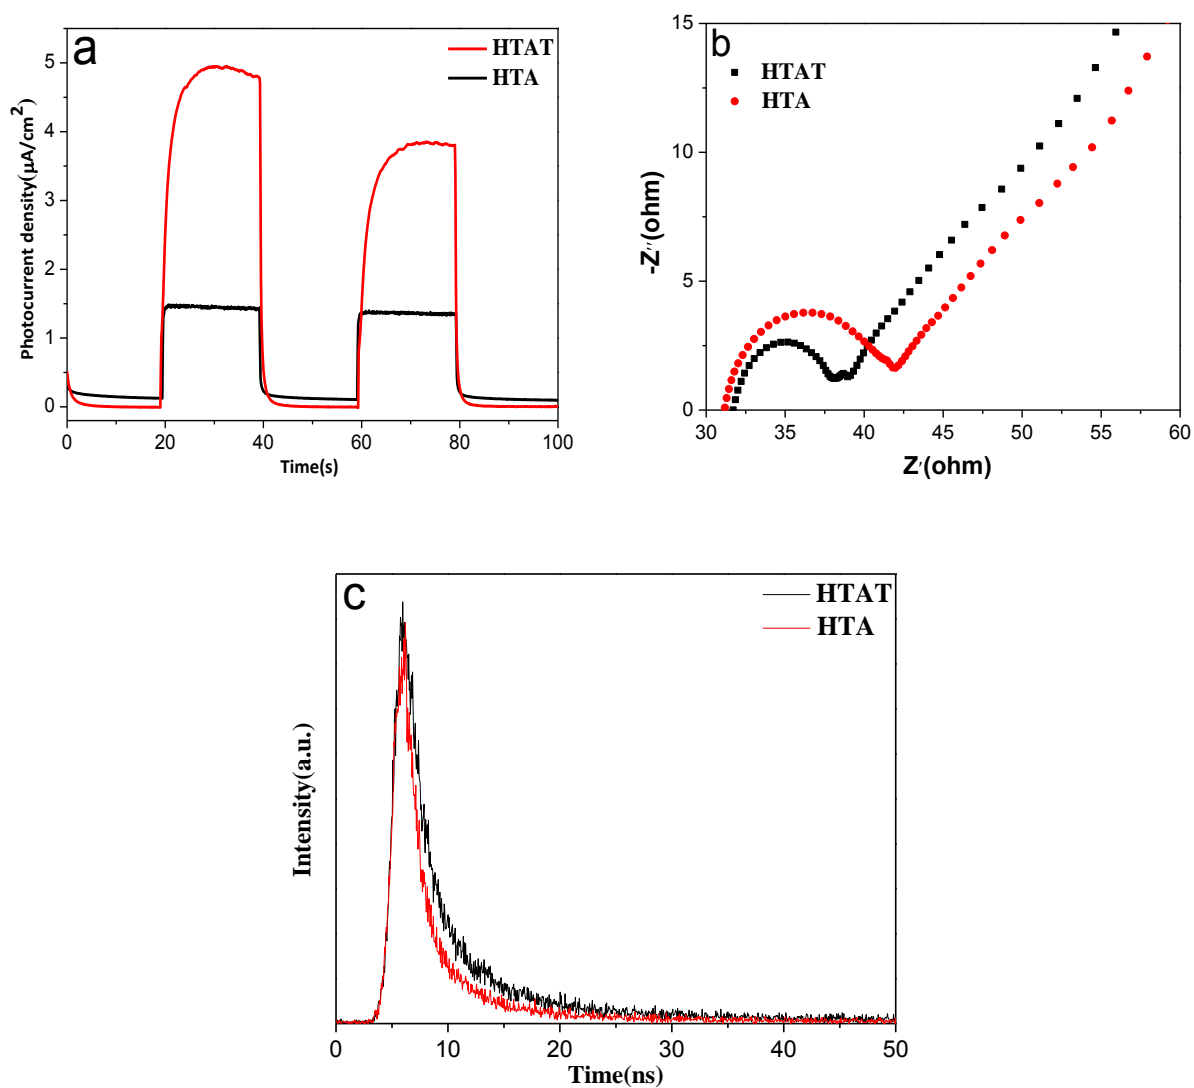 a
HTAT
HTA
Photocurrent density(μA/cm²)
5
4
3
2
1
0
0 20 40 60 80 100
Time(s)
b
HTAT
HTA
-Z′′(ohm)
15
10
5
0
30 35 40 45 50 55 60
Z′(ohm)
c
HTAT
HTA
Intensity(a.u.)
0 10 20 30 40 50
Time(ns)